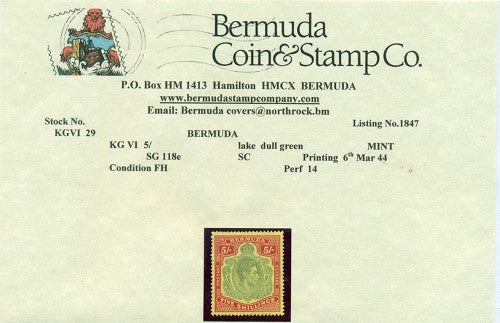 Bermuda
Coin&Stamp Co.
P.O. Box HM 1413 Hamilton HMCX BERMUDA
www.bermudastampcompany.com
Email: Bermuda covers@northrock.bm
Stock No. Listing No.1847
KGVI 29 BERMUDA
KG VI 5/ lake dull green MINT
SG 118e SC Printing 6th Mar 44
Condition FH Perf 14
BERMUDA
5/- 5/-
FIVE SHILLINGS